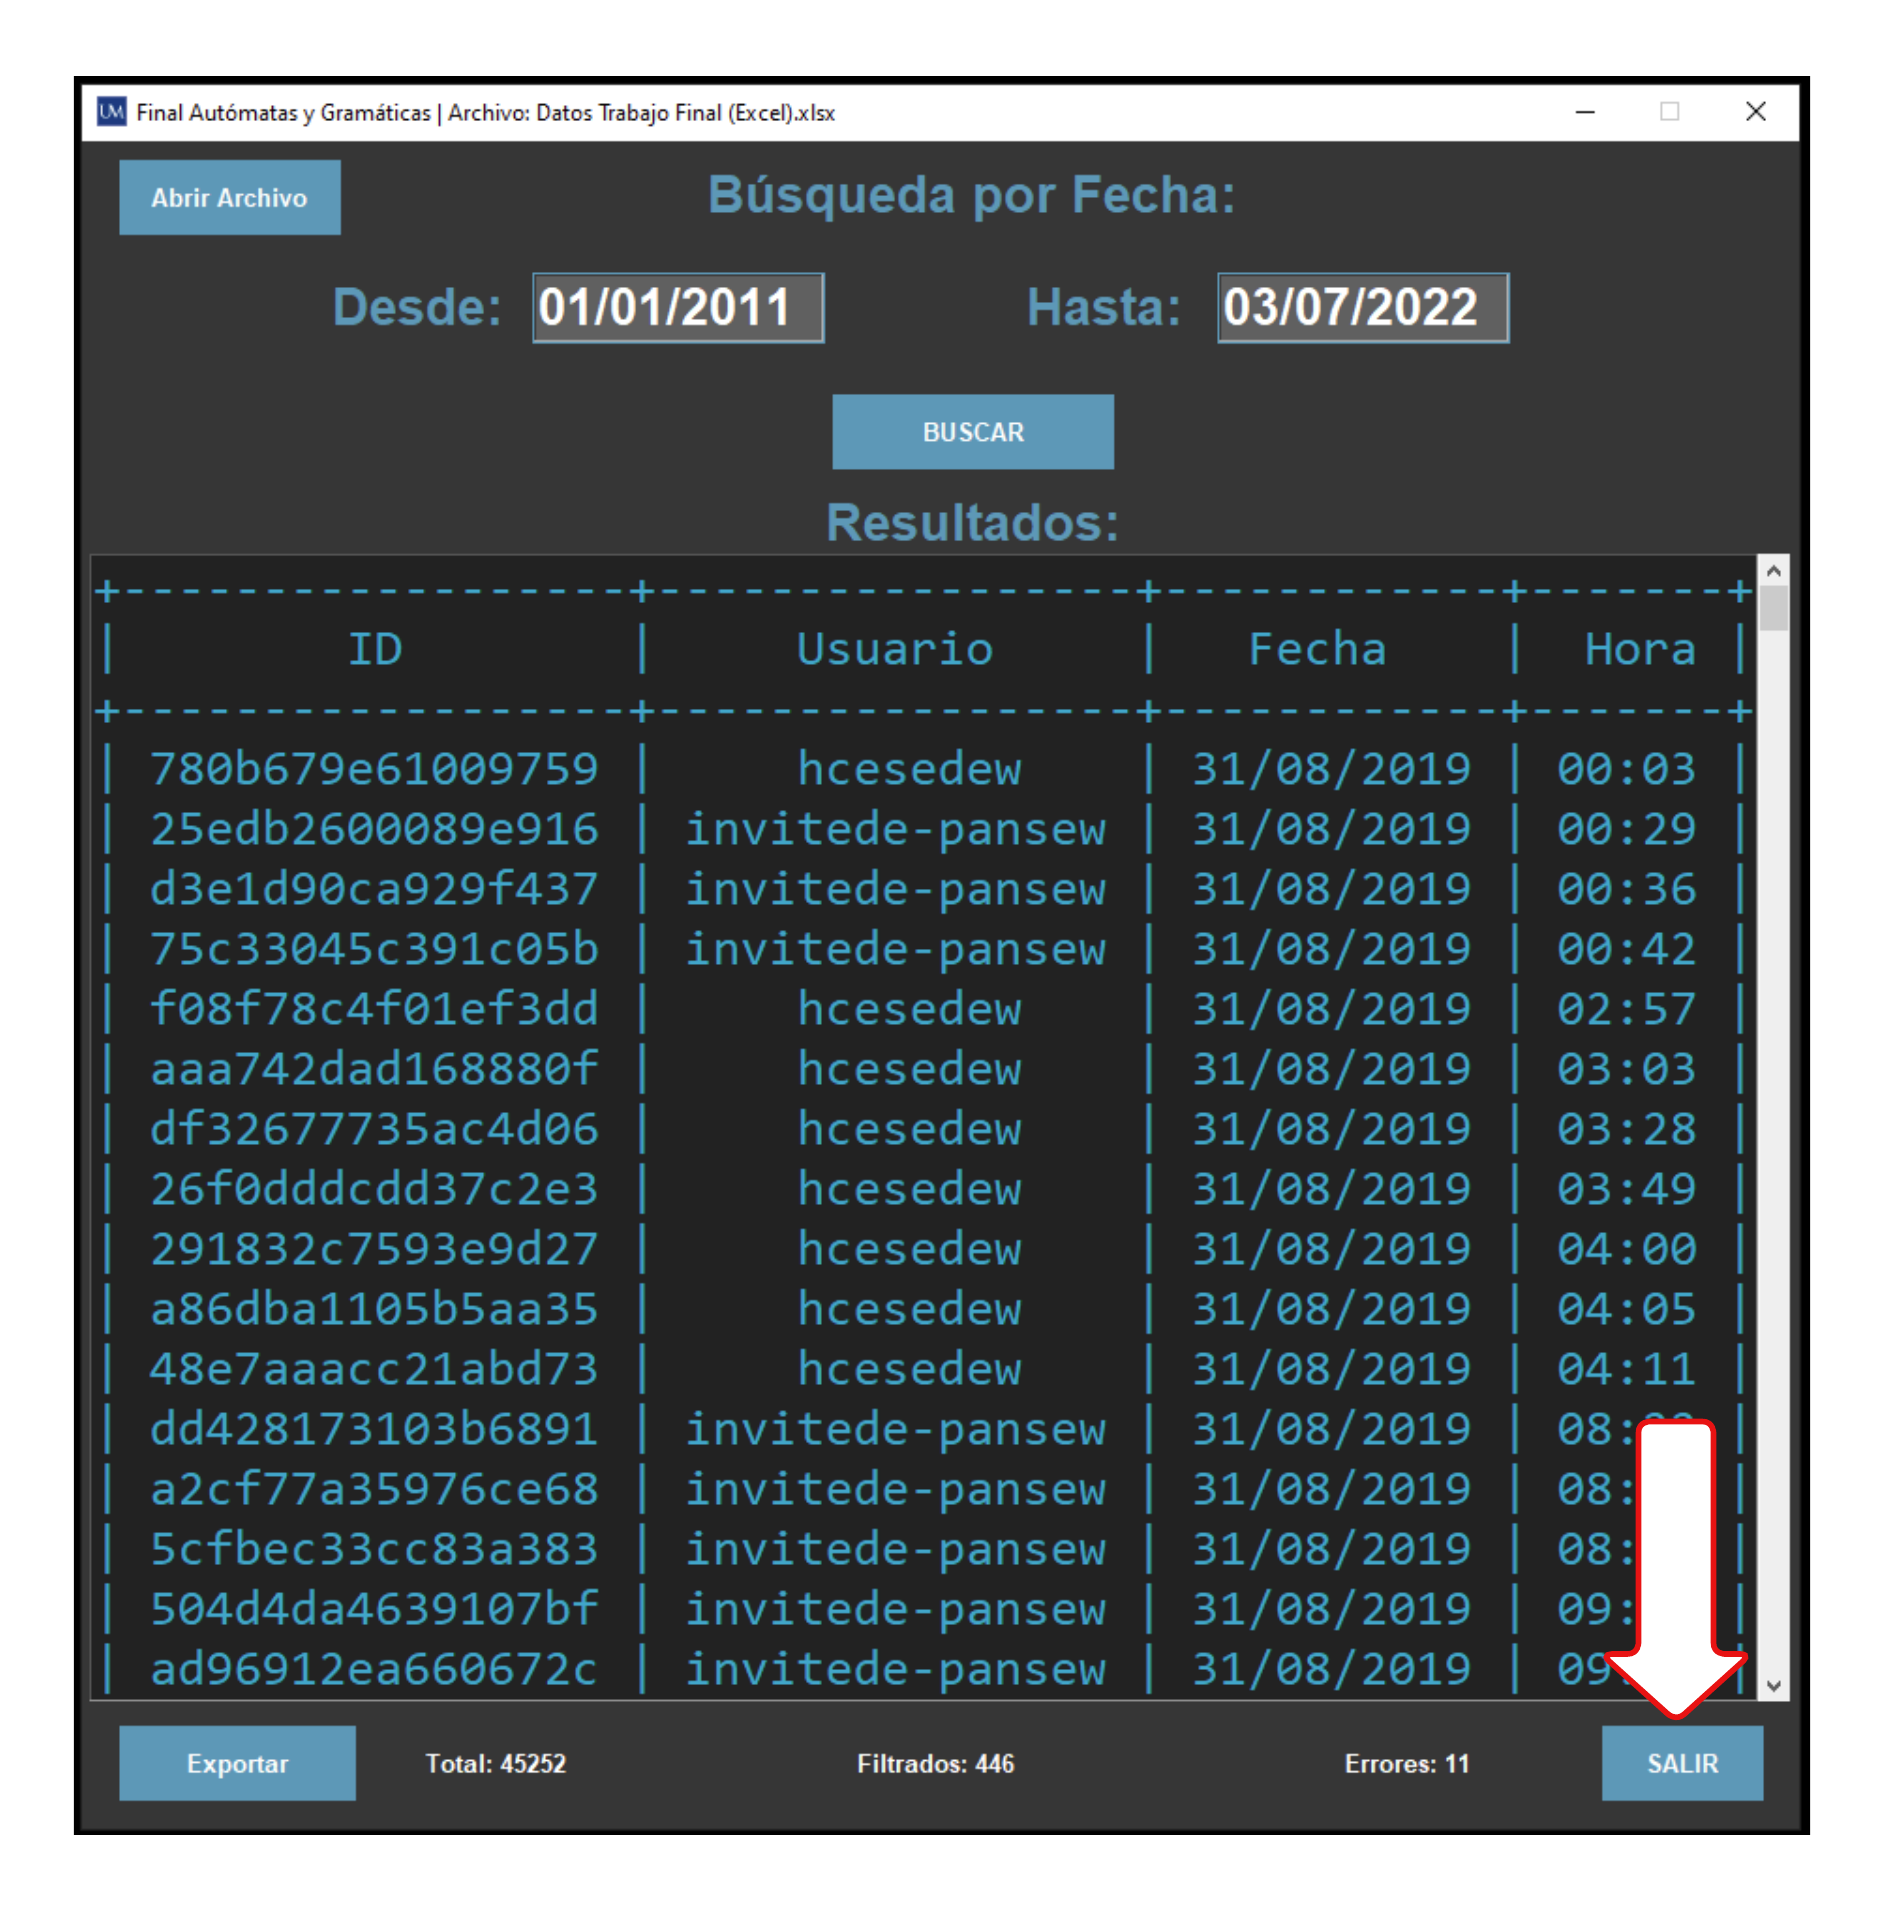 UM Final Autómatas y Gramáticas | Archivo: Datos Trabajo Final (Excel).xlsx
Abrir Archivo
Búsqueda por Fecha:
Desde: 01/01/2011 Hasta: 03/07/2022
BUSCAR
Resultados:
+------------------+-----------------+------------+-------+
| ID | Usuario | Fecha | Hora |
+------------------+-----------------+------------+-------+
| 780b679e61009759 | hcesedew | 31/08/2019 | 00:03 |
| 25edb2600089e916 | invitede-pansew | 31/08/2019 | 00:29 |
| d3e1d90ca929f437 | invitede-pansew | 31/08/2019 | 00:36 |
| 75c33045c391c05b | invitede-pansew | 31/08/2019 | 00:42 |
| f08f78c4f01ef3dd | hcesedew | 31/08/2019 | 02:57 |
| aaa742dad168880f | hcesedew | 31/08/2019 | 03:03 |
| df32677735ac4d06 | hcesedew | 31/08/2019 | 03:28 |
| 26f0dddcdd37c2e3 | hcesedew | 31/08/2019 | 03:49 |
| 291832c7593e9d27 | hcesedew | 31/08/2019 | 04:00 |
| a86dba1105b5aa35 | hcesedew | 31/08/2019 | 04:05 |
| 48e7aaacc21abd73 | hcesedew | 31/08/2019 | 04:11 |
| dd428173103b6891 | invitede-pansew | 31/08/2019 | 08: |
| a2cf77a35976ce68 | invitede-pansew | 31/08/2019 | 08: |
| 5cfbec33cc83a383 | invitede-pansew | 31/08/2019 | 08: |
| 504d4da4639107bf | invitede-pansew | 31/08/2019 | 09: |
| ad96912ea660672c | invitede-pansew | 31/08/2019 | 09 |
Exportar Total: 45252 Filtrados: 446 Errores: 11 SALIR